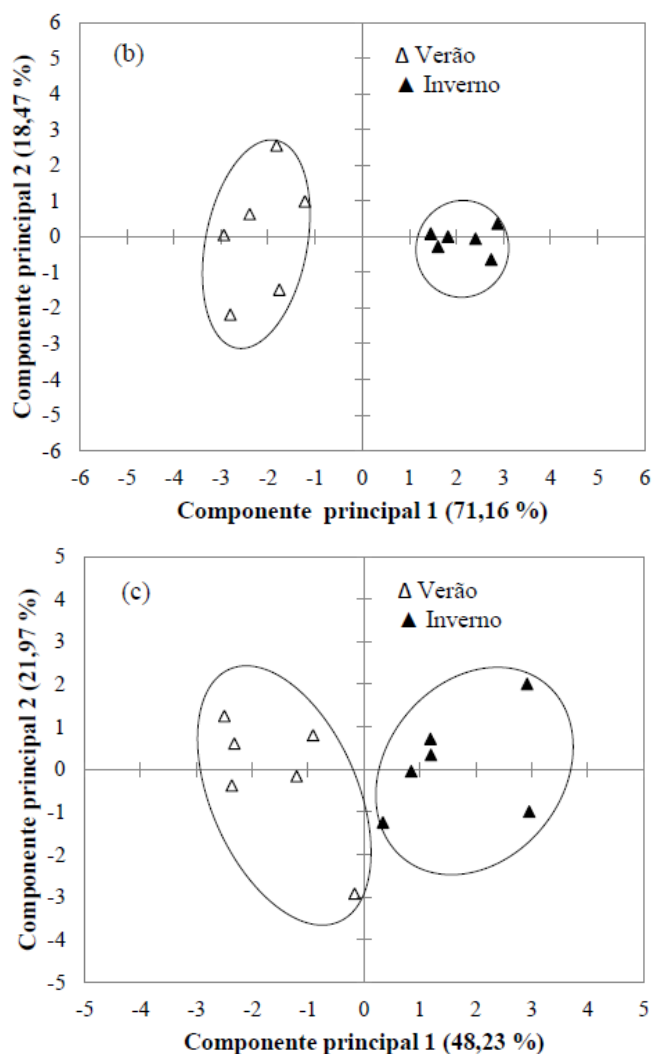 6
5
4
3
2
1
0
-1
-2
-3
-4
-5
-6
Componente principal 2 (18,47 %)
(b)
Δ Verão
▲ Inverno
-6 -5 -4 -3 -2 -1 0 1 2 3 4 5 6
Componente principal 1 (71,16 %)
5
4
3
2
1
0
-1
-2
-3
-4
-5
Componente principal 2 (21,97 %)
(c)
Δ Verão
▲ Inverno
-5 -4 -3 -2 -1 0 1 2 3 4 5
Componente principal 1 (48,23 %)